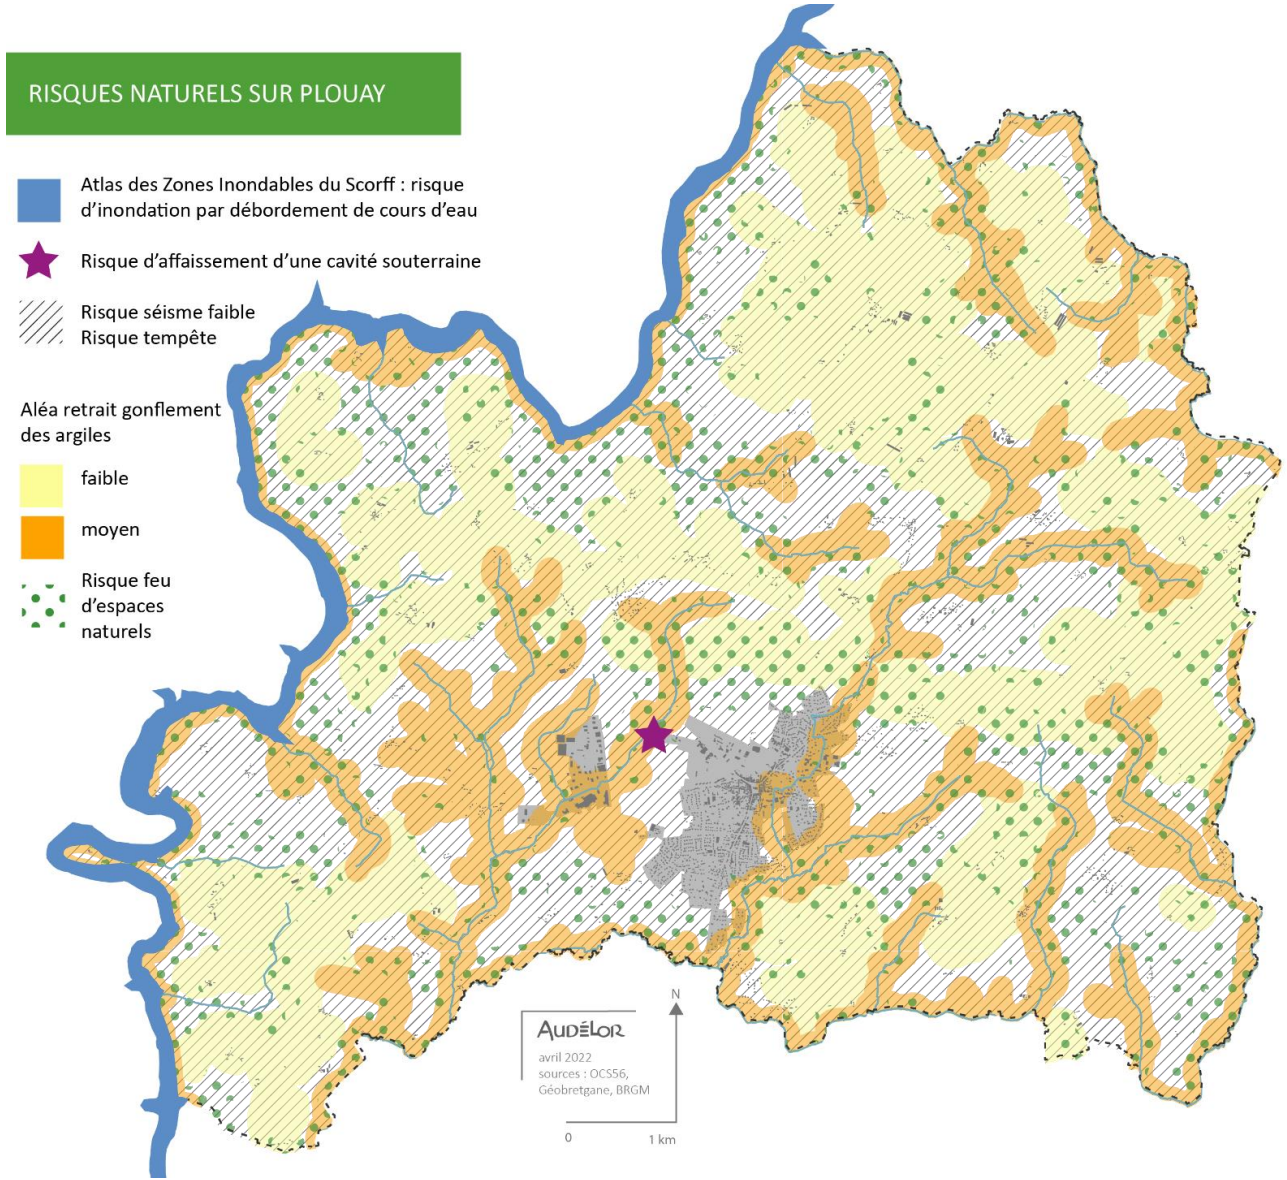 RISQUES NATURELS SUR PLOUAY
Atlas des Zones Inondables du Scorff : risque
d’inondation par débordement de cours d’eau
Risque d’affaissement d’une cavité souterraine
Risque séisme faible
Risque tempête
Aléa retrait gonflement
des argiles
faible
moyen
Risque feu
d’espaces
naturels
AUDÉLOR
avril 2022
sources : OCS56,
Géobretgane, BRGM
N
0
1 km